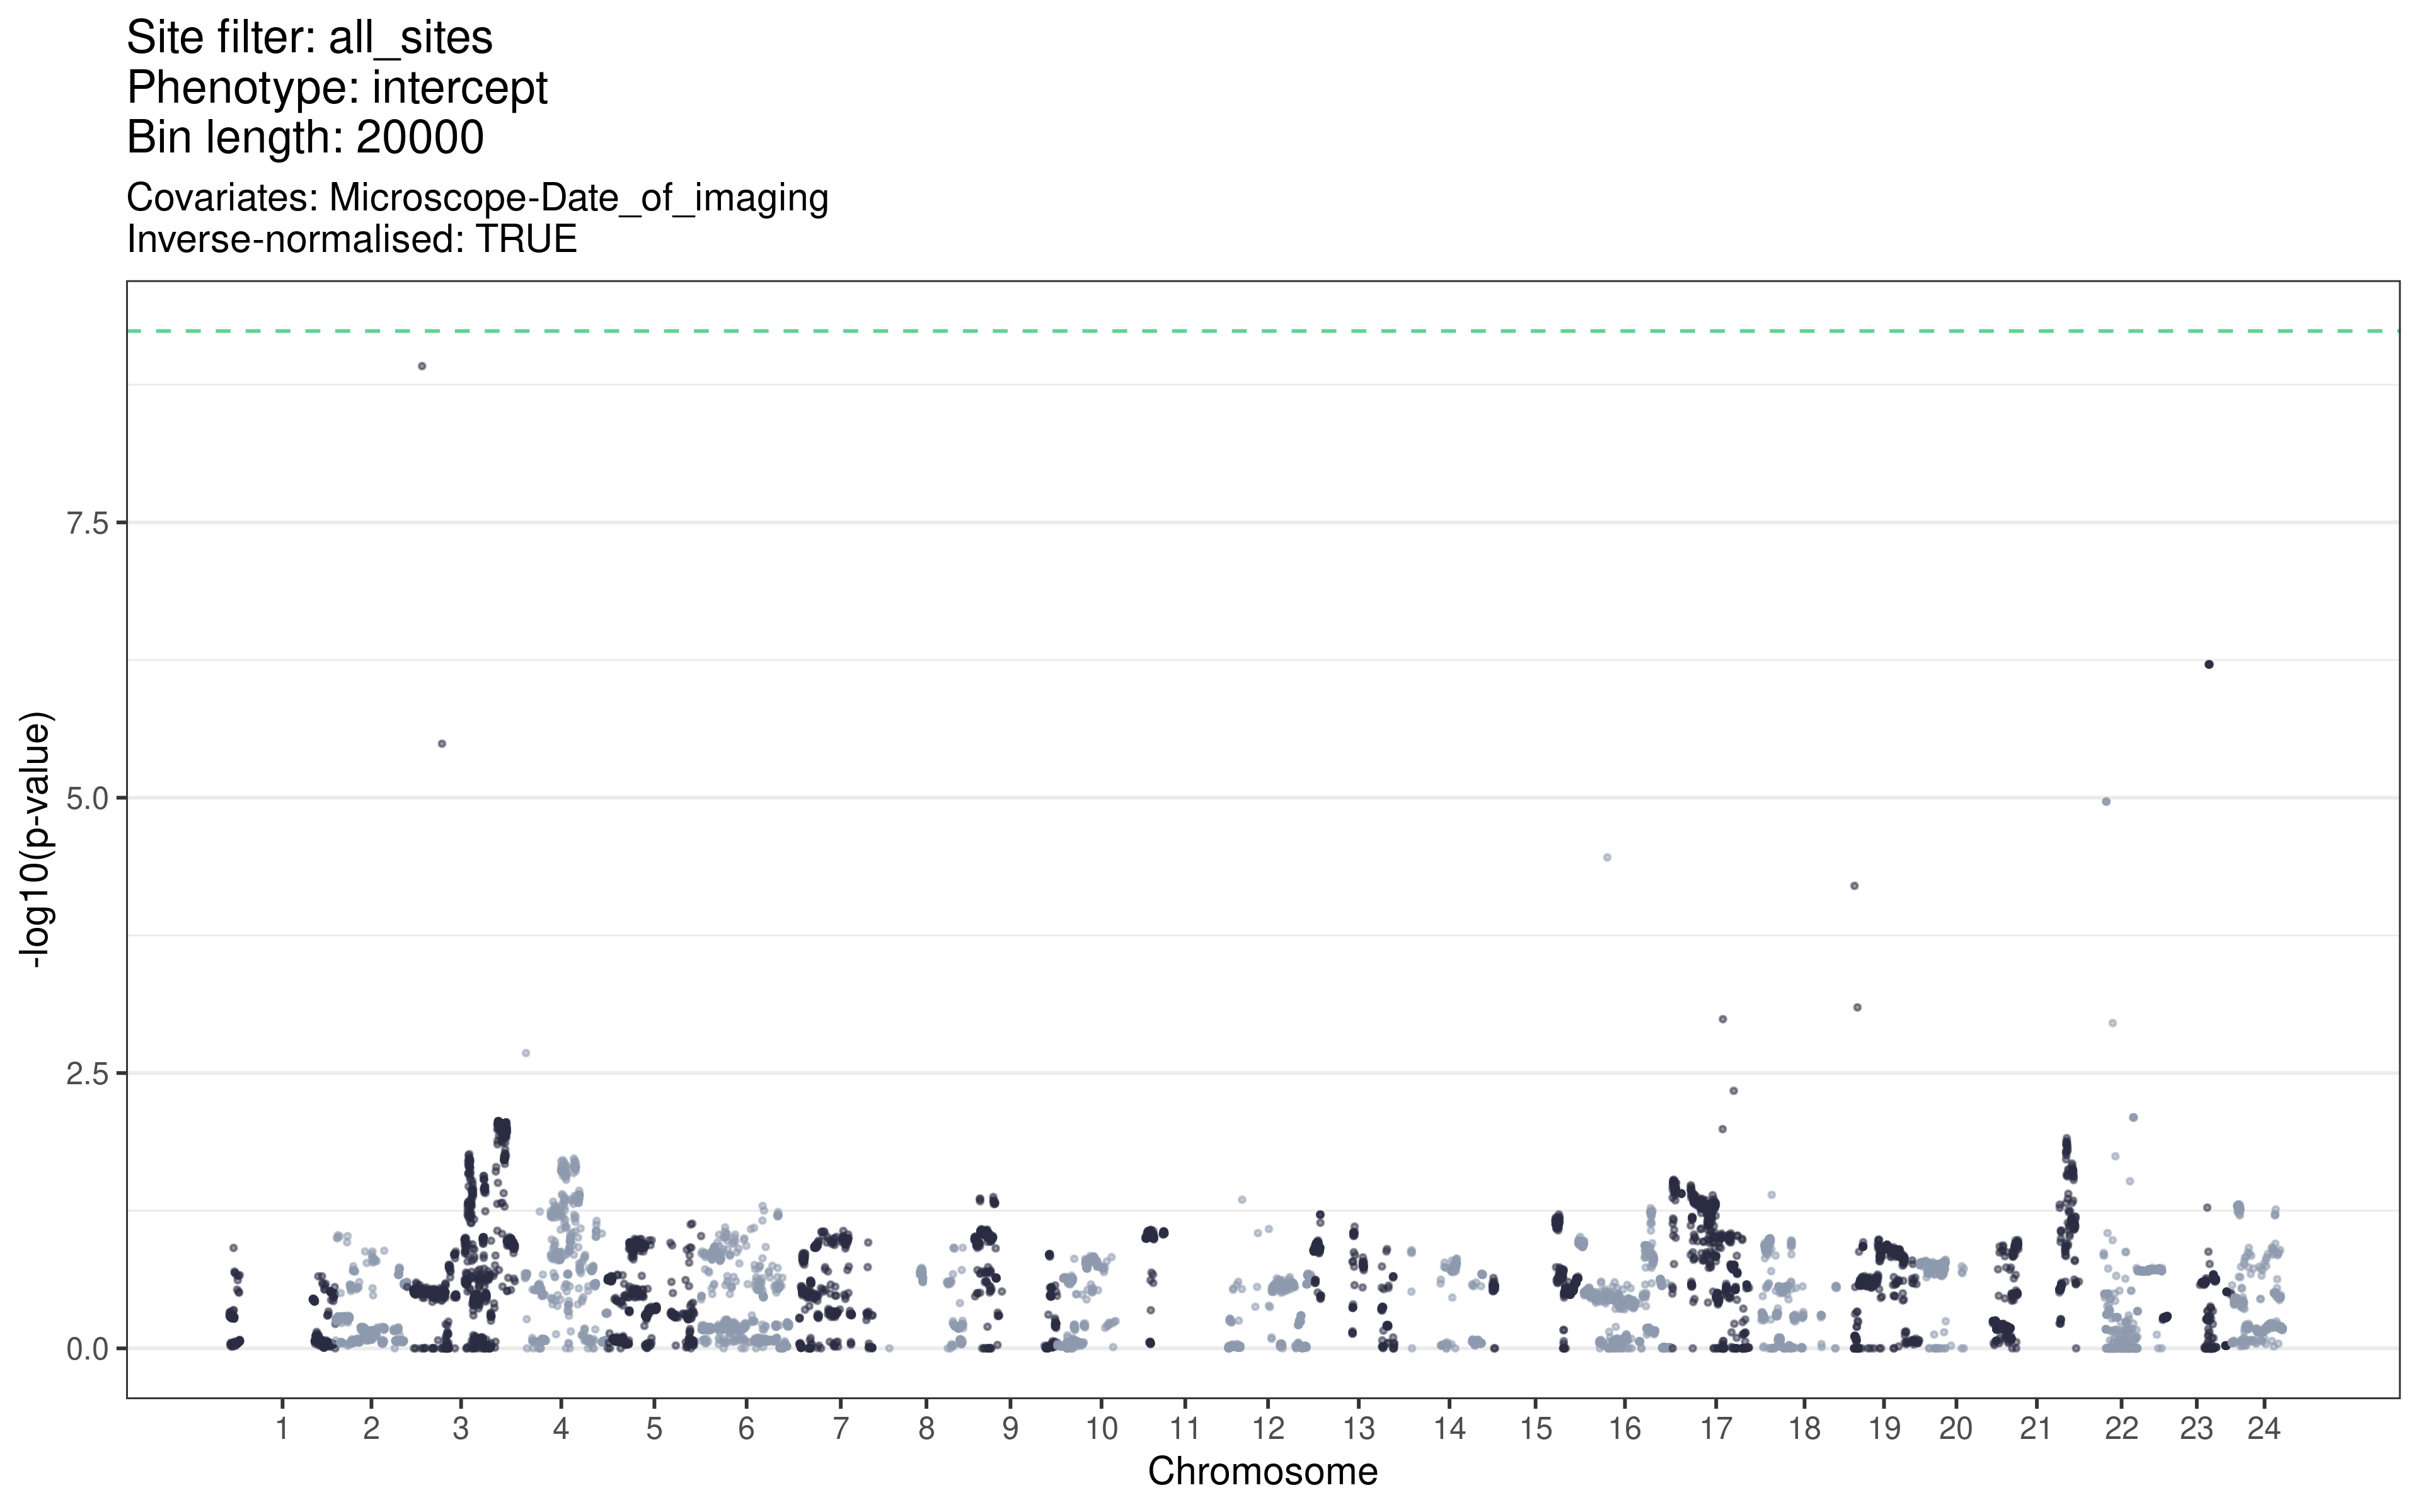 Site filter: all_sites
Phenotype: intercept
Bin length: 20000
Covariates: Microscope-Date_of_imaging
Inverse-normalised: TRUE
-log10(p-value)
7.5
5.0
2.5
0.0
1 2 3 4 5 6 7 8 9 10 11 12 13 14 15 16 17 18 19 20 21 22 23 24
Chromosome